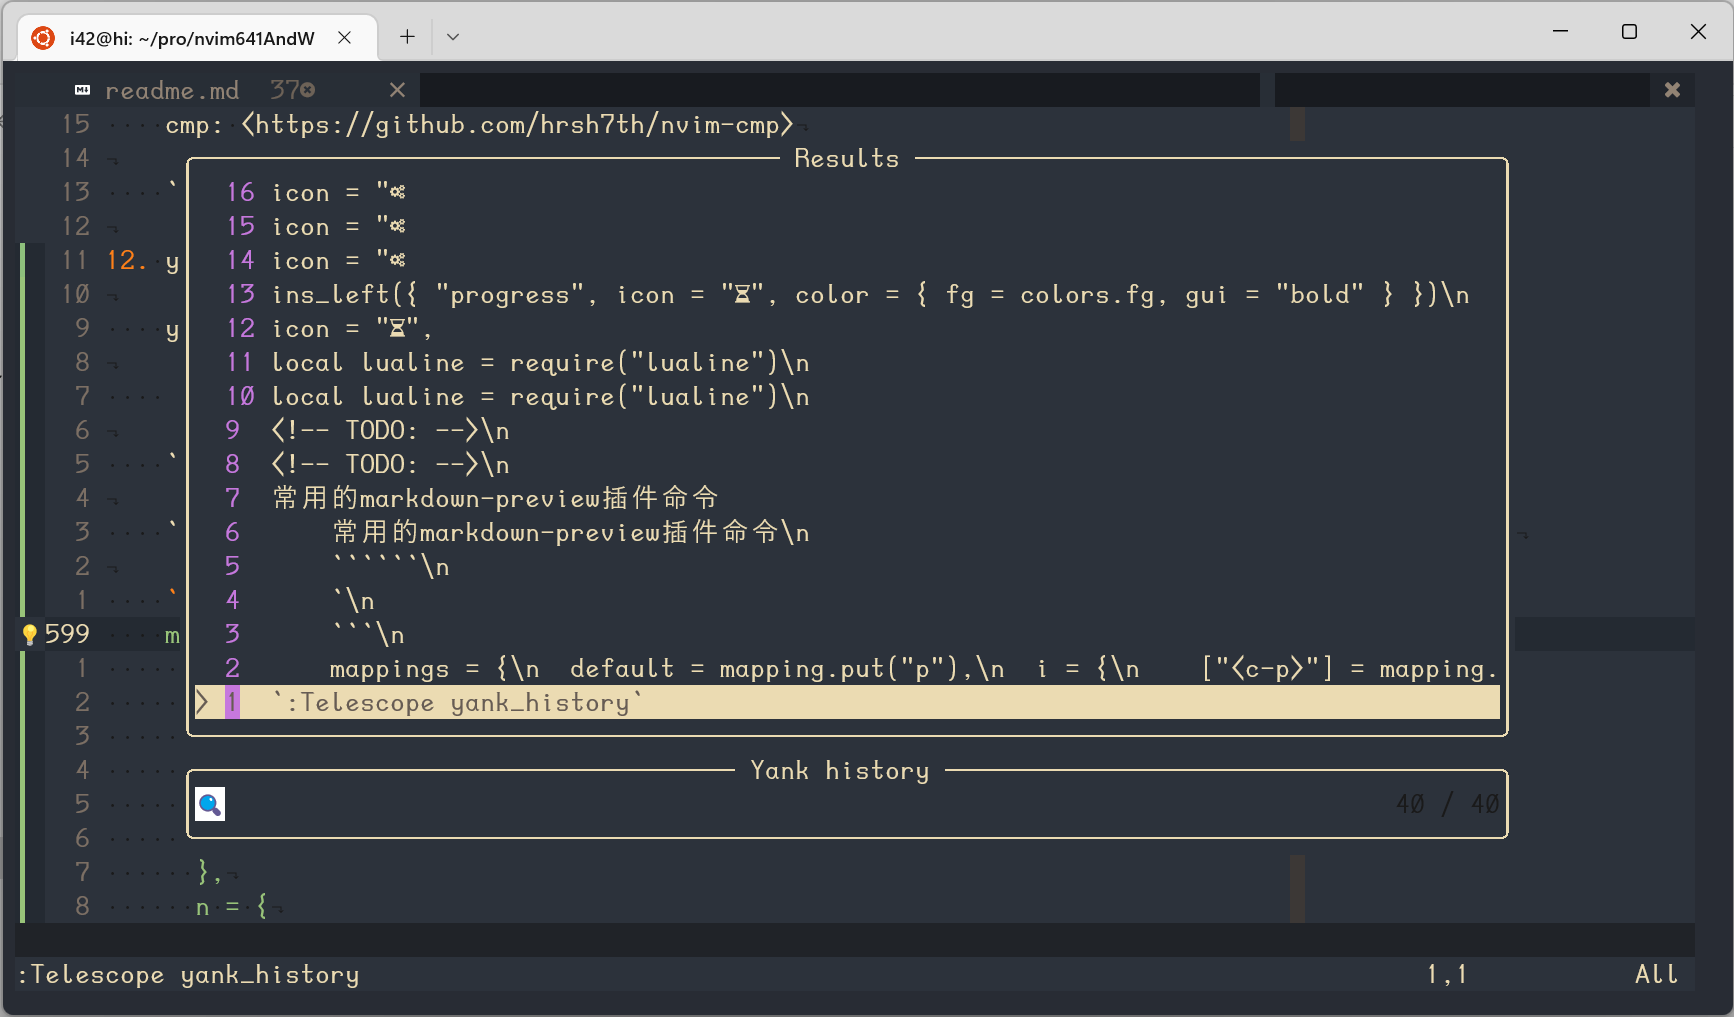 i42@hi: ~/pro/nvim641AndW
readme.md 37
15 cmp: <https://github.com/hrsh7th/nvim-cmp>
14
Results
13 `
16 icon = "
12
15 icon = "
11 12. y
14 icon = "
10
13 ins_left({ "progress", icon = "⏳", color = { fg = colors.fg, gui = "bold" } })\n
9 y
12 icon = "⏳",
8
11 local lualine = require("lualine")\n
7
10 local lualine = require("lualine")\n
6
9 <!-- TODO: -->\n
5 `
8 <!-- TODO: -->\n
4
7 常用的markdown-preview插件命令
3 `
6 常用的markdown-preview插件命令\n
2
5 ``````\n
1 `
4 `\n
599 m
3 ```\n
1
2 mappings = {\n  default = mapping.put("p"),\n  i = {\n    ["<c-p>"] = mapping.
2
> 1 `:Telescope yank_history`
3
4
Yank history
5
40 / 40
6
7 },
8 n = {
:Telescope yank_history 1,1 All